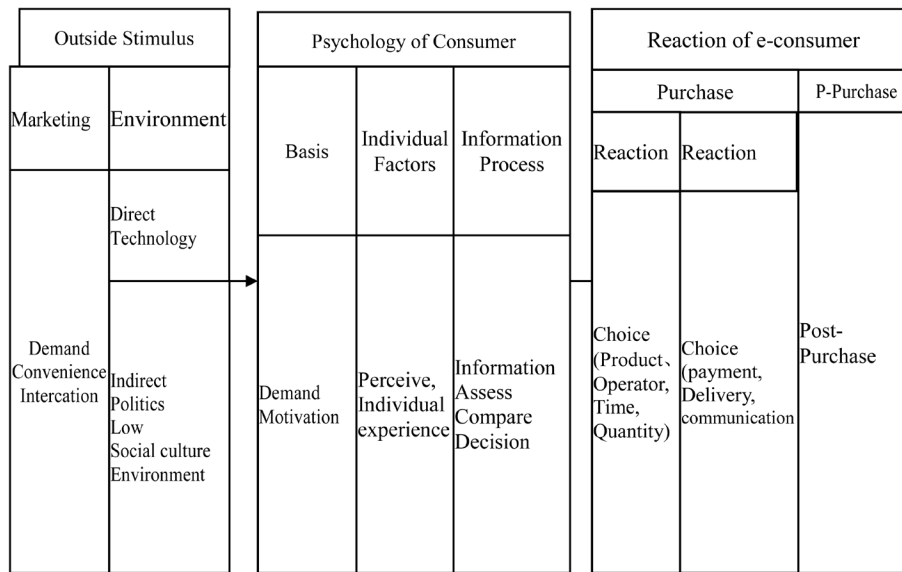 Outside Stimulus
Marketing
Environment
Direct
Technology
Demand
Convenience
Intercation
Indirect
Politics
Low
Social culture
Environment
Psychology of Consumer
Basis
Individual
Factors
Information
Process
Demand
Motivation
Perceive,
Individual
experience
Information
Assess
Compare
Decision
Reaction of e-consumer
Purchase
P-Purchase
Reaction
Reaction
Choice
(Product、
Operator,
Time,
Quantity)
Choice
(payment,
Delivery,
communication
Post-
Purchase